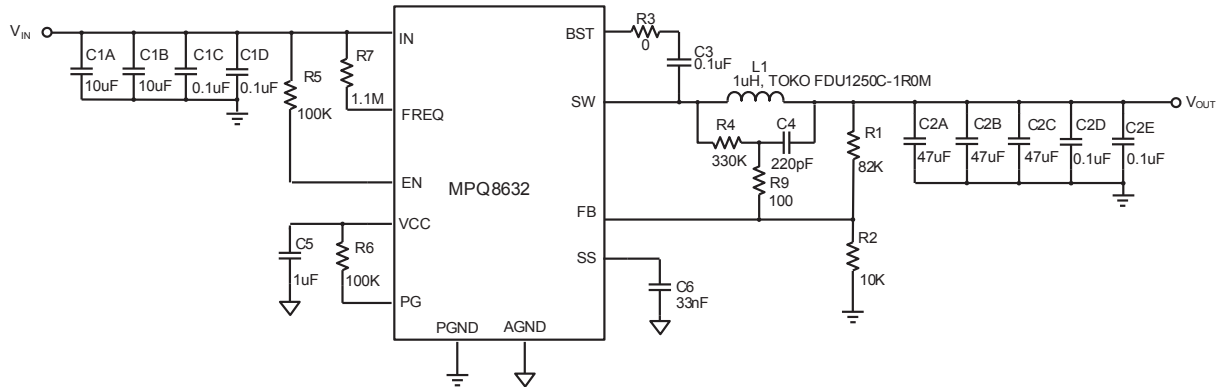 BST
R3
0
C3
0.1uF
L1
1uH, TOKO FDU1250C-1R0M
VIN
C1A
10uF
C1B
10uF
C1C
0.1uF
C1D
0.1uF
R5
100K
R7
1.1M
IN
FREQ
EN
MPQ8632
SW
R4
330K
C4
220pF
R9
100
R1
82K
C2A
47uF
C2B
47uF
C2C
47uF
C2D
0.1uF
C2E
0.1uF
VOUT
FB
VCC
C5
1uF
R6
100K
PG
SS
C6
33nF
R2
10K
PGND
AGND